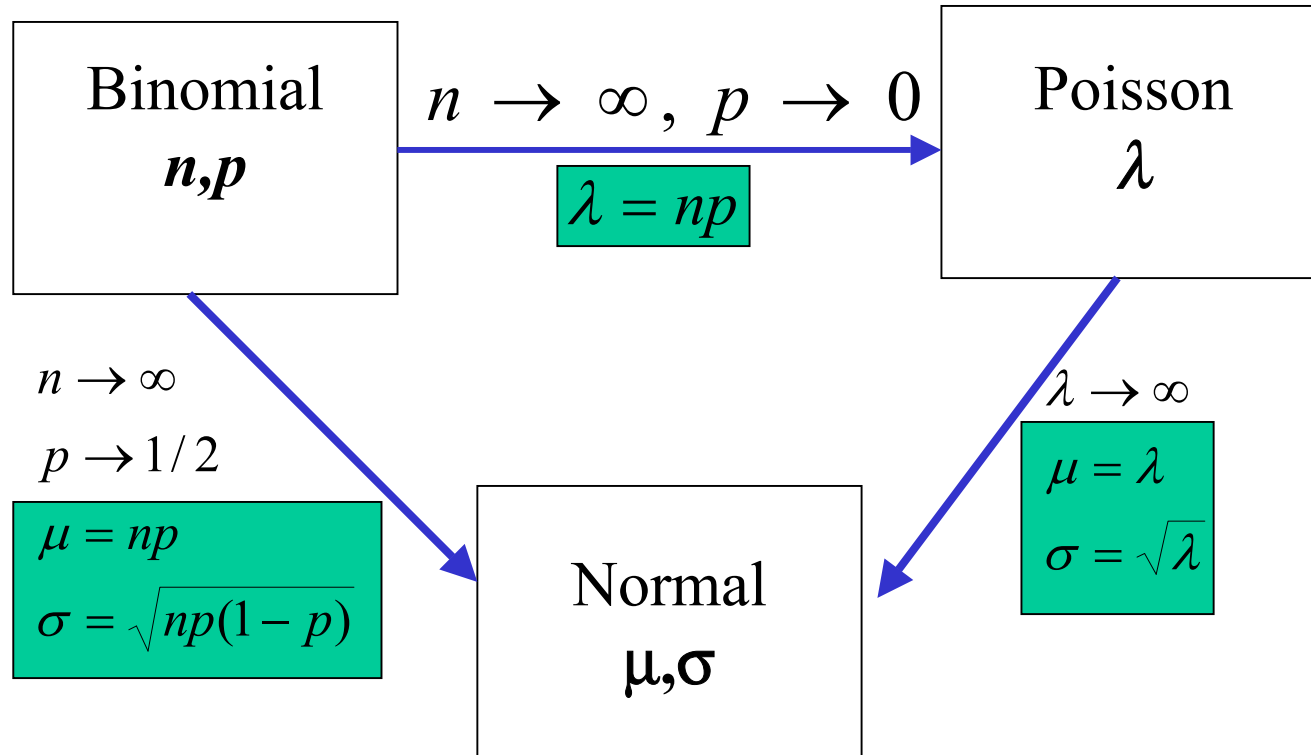 Binomial
n,p
n → ∞, p → 0
λ = np
Poisson
λ
n → ∞
p → 1/2
μ = np
σ = √np(1 − p)
λ → ∞
μ = λ
σ = √λ
Normal
μ,σ